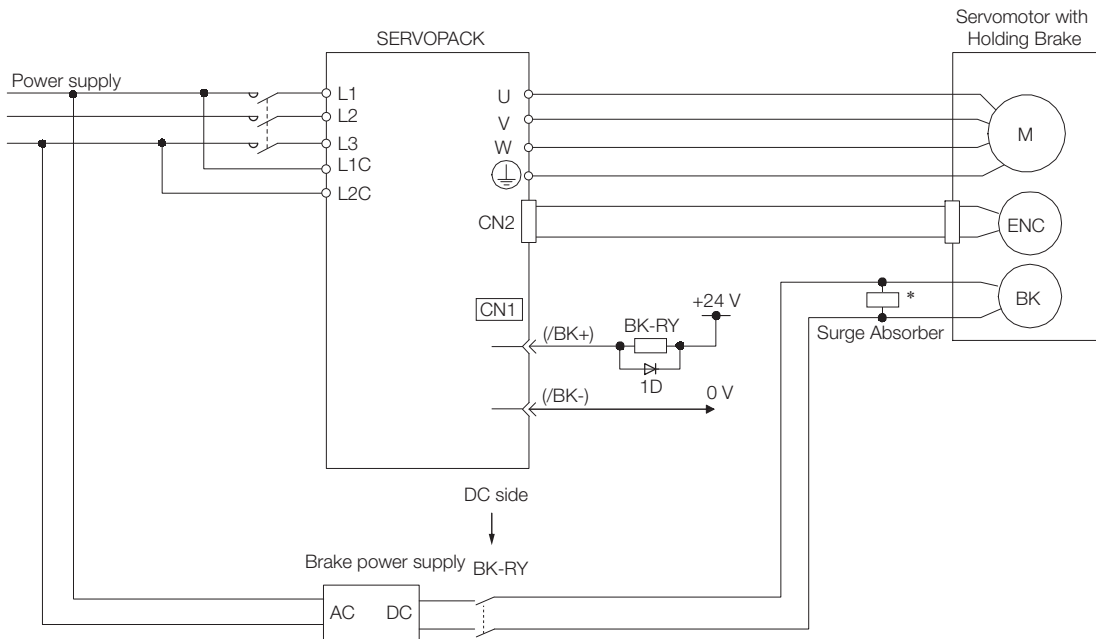 Servomotor with
Holding Brake
SERVOPACK
Power supply
L1
L2
L3
L1C
L2C
U
V
W
M
CN2
ENC
CN1
BK
*
Surge Absorber
+24 V
BK-RY
(/BK+)
1D
(/BK-)
0 V
DC side
Brake power supply
BK-RY
AC
DC